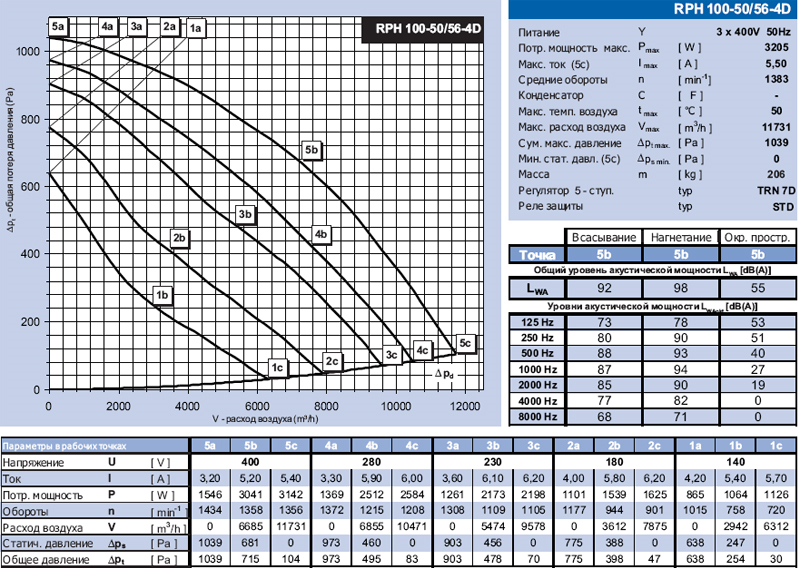 RPH 100-50/56-4D
5a 4a 3a 2a 1a
RPH 100-50/56-4D
1000
800
600
400
200
0
Δpt - общая потеря давления (Pa)
5b
3b
4b
2b
1b
5c
4c
3c
2c
1c
Δ pd
0 2000 4000 6000 8000 10000 12000
V - расход воздуха (m³/h)
Питание Y 3 x 400V 50Hz
Потр. мощность макс. Pmax [ W ] 3205
Макс. ток (5c) I max [ A ] 5,50
Средние обороты n [ min-1] 1383
Конденсатор C [ F ] -
Макс. темп. воздуха t max [ °C ] 50
Макс. расход воздуха Vmax [ m3/h ] 11731
Сум. макс. давление Δpt max. [ Pa ] 1039
Мин. стат. давл. (5c) Δps min. [ Pa ] 0
Масса m [ kg ] 206
Регулятор 5 - ступ. typ TRN 7D
Реле защиты typ STD
Всасывание Нагнетание Окр. простр.
Точка 5b 5b 5b
Общий уровень акустической мощности LWA [dB(A)]
LWA 92 98 55
Уровни акустической мощности LWAokt [dB(A)]
125 Hz 73 78 53
250 Hz 80 90 51
500 Hz 88 93 40
1000 Hz 87 94 27
2000 Hz 85 90 19
4000 Hz 77 82 0
8000 Hz 68 71 0
Параметры в рабочих точках 5a 5b 5c 4a 4b 4c 3a 3b 3c 2a 2b 2c 1a 1b 1c
Напряжение U [ V ] 400 280 230 180 140
Ток I [ A ] 3,20 5,20 5,40 3,30 5,90 6,00 3,60 6,10 6,20 4,00 5,80 6,20 4,20 5,40 5,70
Потр. мощность P [ W ] 1546 3041 3142 1369 2512 2584 1261 2173 2198 1101 1539 1625 865 1064 1126
Обороты n [ min-1 ] 1434 1358 1356 1372 1215 1208 1308 1109 1105 1177 944 901 1015 758 720
Расход воздуха V [ m3/h ] 0 6685 11731 0 6855 10471 0 5474 9578 0 3612 7875 0 2942 6312
Статич. давление Δps [ Pa ] 1039 681 0 973 460 0 903 456 0 775 388 0 638 247 0
Общее давление Δpt [ Pa ] 1039 715 104 973 495 83 903 478 70 775 398 47 638 254 30